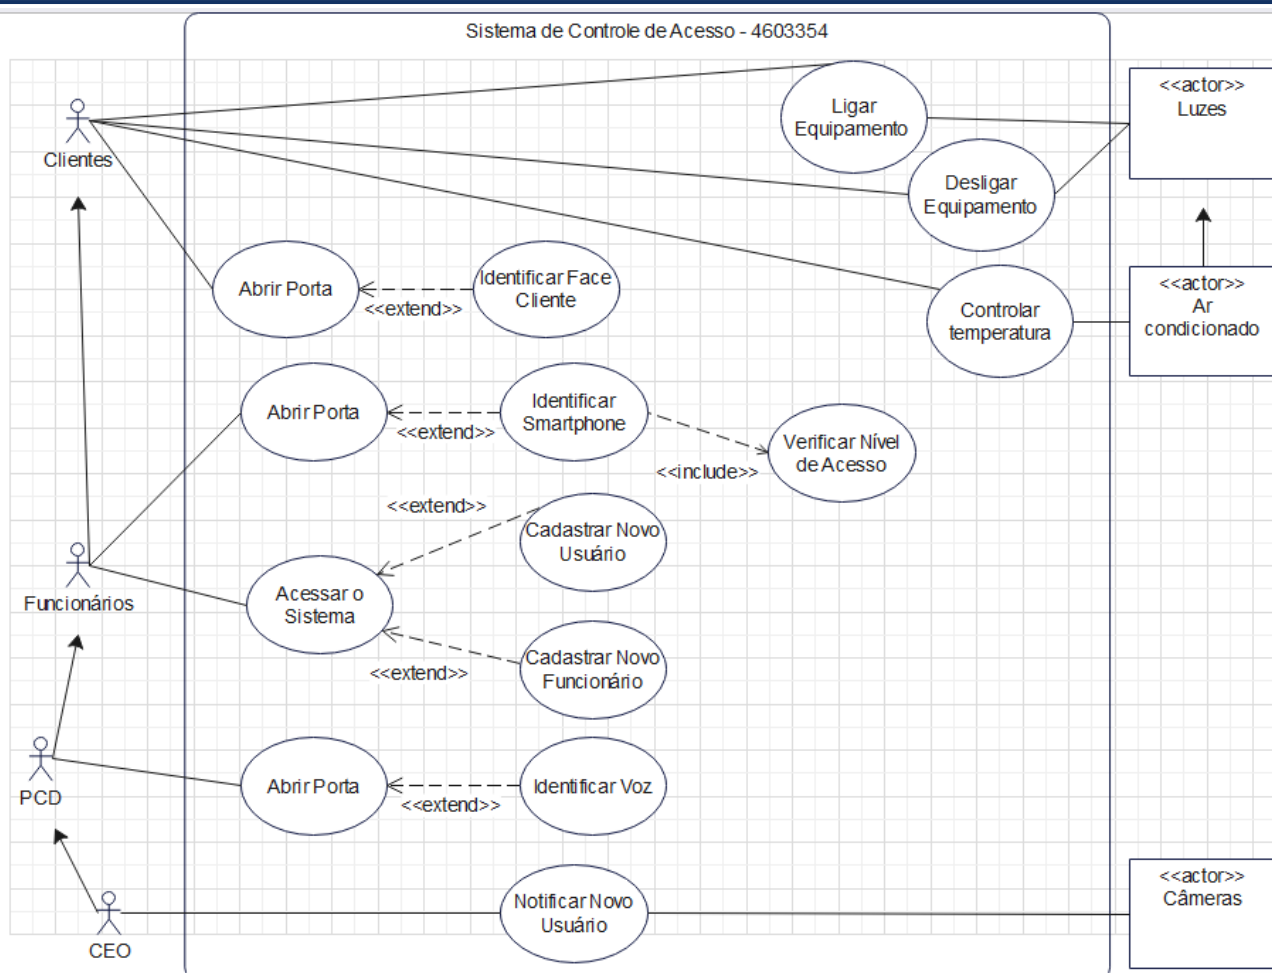 Sistema de Controle de Acesso - 4603354
<<actor>>
Luzes
Ligar
Equipamento
Clientes
Desligar
Equipamento
Abrir Porta
<<extend>>
Identificar Face
Cliente
<<actor>>
Ar
condicionado
Controlar
temperatura
Abrir Porta
<<extend>>
Identificar
Smartphone
<<include>>
Verificar Nível
de Acesso
<<extend>>
Cadastrar Novo
Usuário
Funcionários
Acessar o
Sistema
<<extend>>
Cadastrar Novo
Funcionário
PCD
Abrir Porta
<<extend>>
Identificar Voz
CEO
Notificar Novo
Usuário
<<actor>>
Câmeras